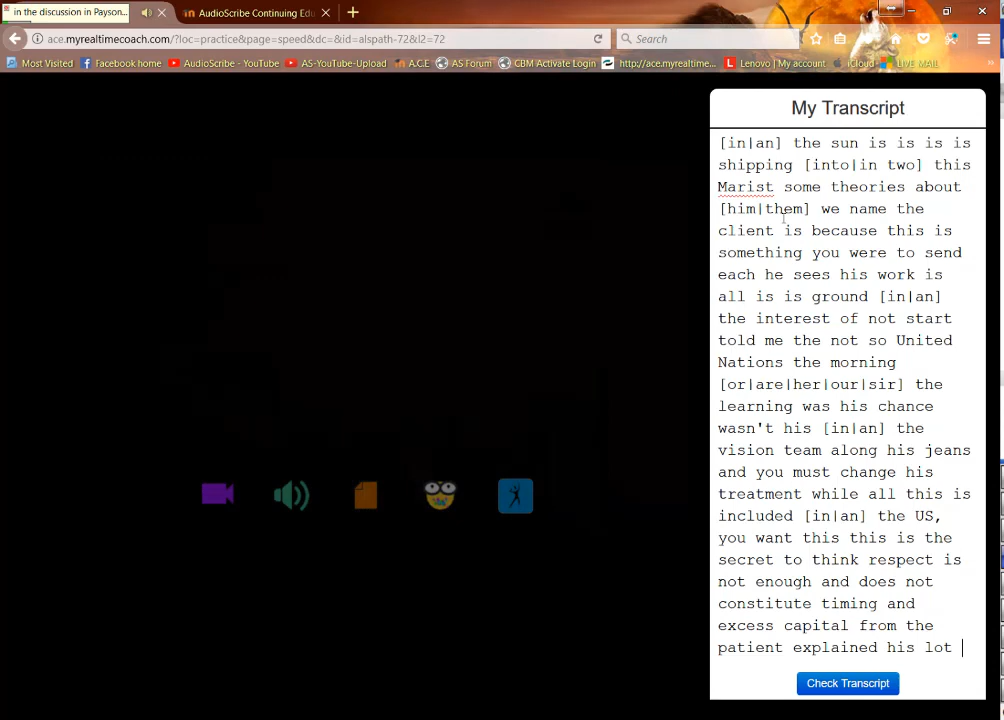 in the discussion in Payson...
AudioScribe Continuing Edu
ace.myrealtimecoach.com/?loc=practice&page=speed&dc=&id=alspath-72&l2=72
Search
Most Visited
Facebook home
AudioScribe - YouTube
AS-YouTube-Upload
A.C.E
AS Forum
CBM Activate Login
http://ace.myrealtime...
Lenovo | My account
iCloud
LIVE MAIL
My Transcript
[in|an] the sun is is is is
shipping [into|in two] this
Marist some theories about
[him|them] we name the
client is because this is
something you were to send
each he sees his work is
all is is ground [in|an]
the interest of not start
told me the not so United
Nations the morning
[or|are|her|our|sir] the
learning was his chance
wasn't his [in|an] the
vision team along his jeans
and you must change his
treatment while all this is
included [in|an] the US,
you want this this is the
secret to think respect is
not enough and does not
constitute timing and
excess capital from the
patient explained his lot
Check Transcript